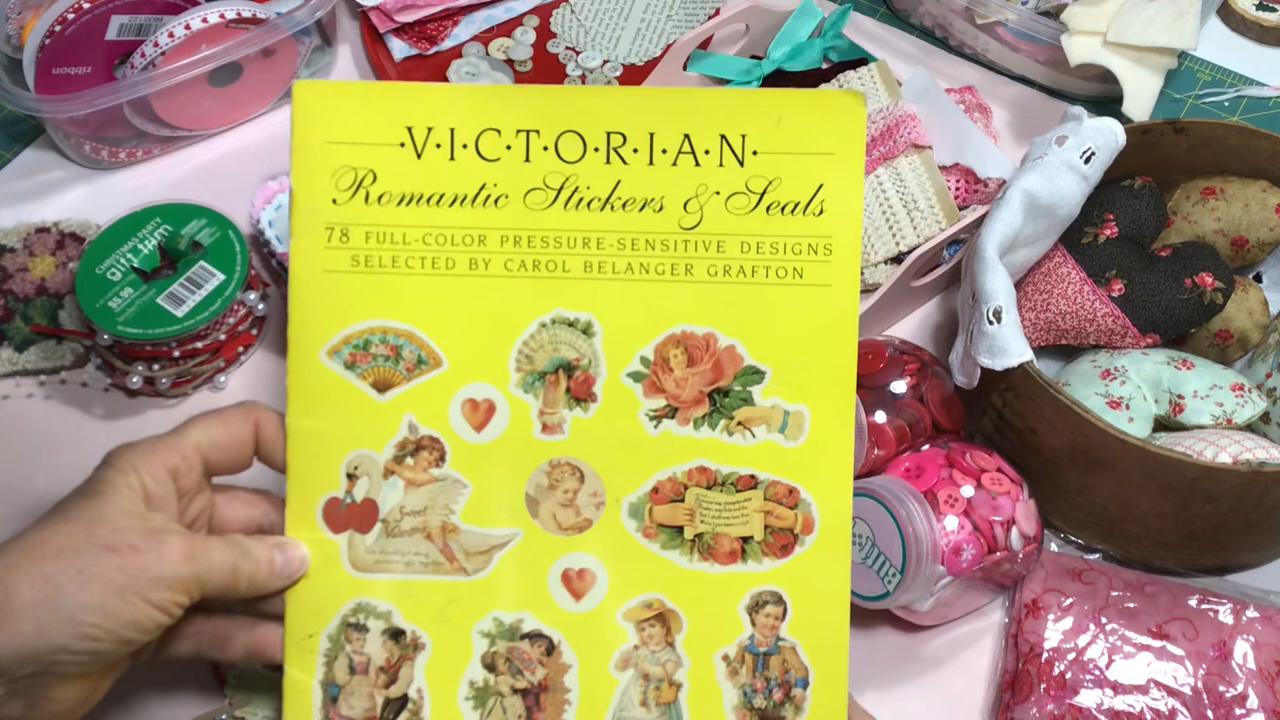 ribbon
·V·I·C·T·O·R·I·A·N·
Romantic Stickers & Seals
78 FULL-COLOR PRESSURE-SENSITIVE DESIGNS
SELECTED BY CAROL BELANGER GRAFTON
CHRISTMAS PARTY
gift trim
$5.99
Sweet
Valentine